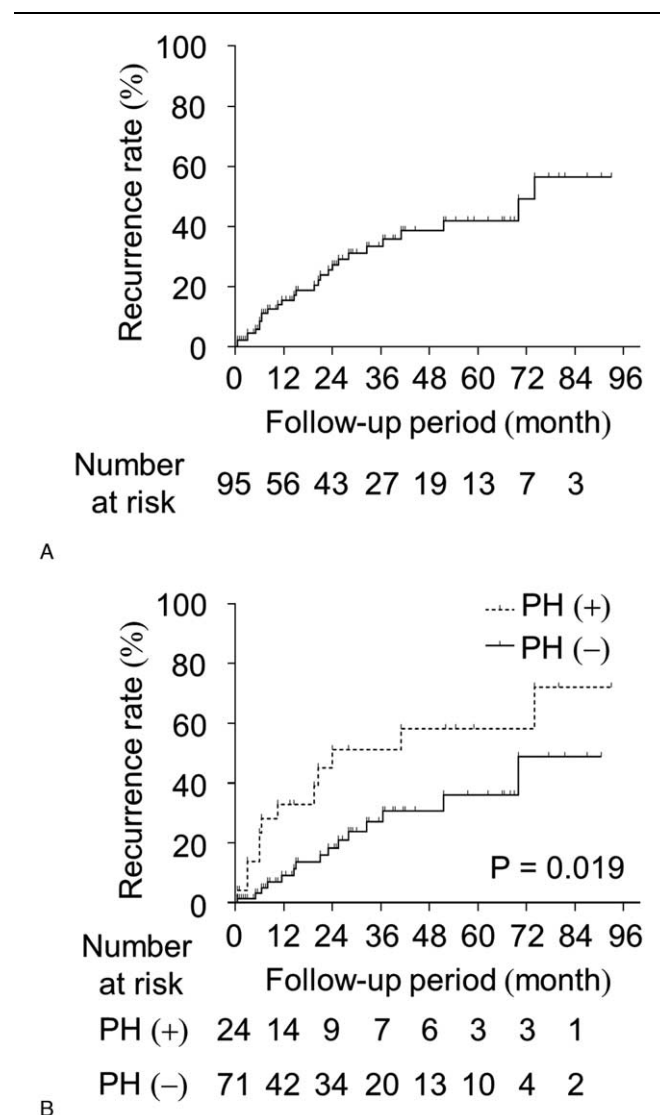 100
80
60
40
20
0
Recurrence rate (%)
0 12 24 36 48 60 72 84 96
Follow-up period (month)
Number
at risk
95 56 43 27 19 13 7 3
A
100
80
60
40
20
0
Recurrence rate (%)
PH (+)
PH (−)
P = 0.019
0 12 24 36 48 60 72 84 96
Follow-up period (month)
Number
at risk
PH (+) 24 14 9 7 6 3 3 1
PH (−) 71 42 34 20 13 10 4 2
B